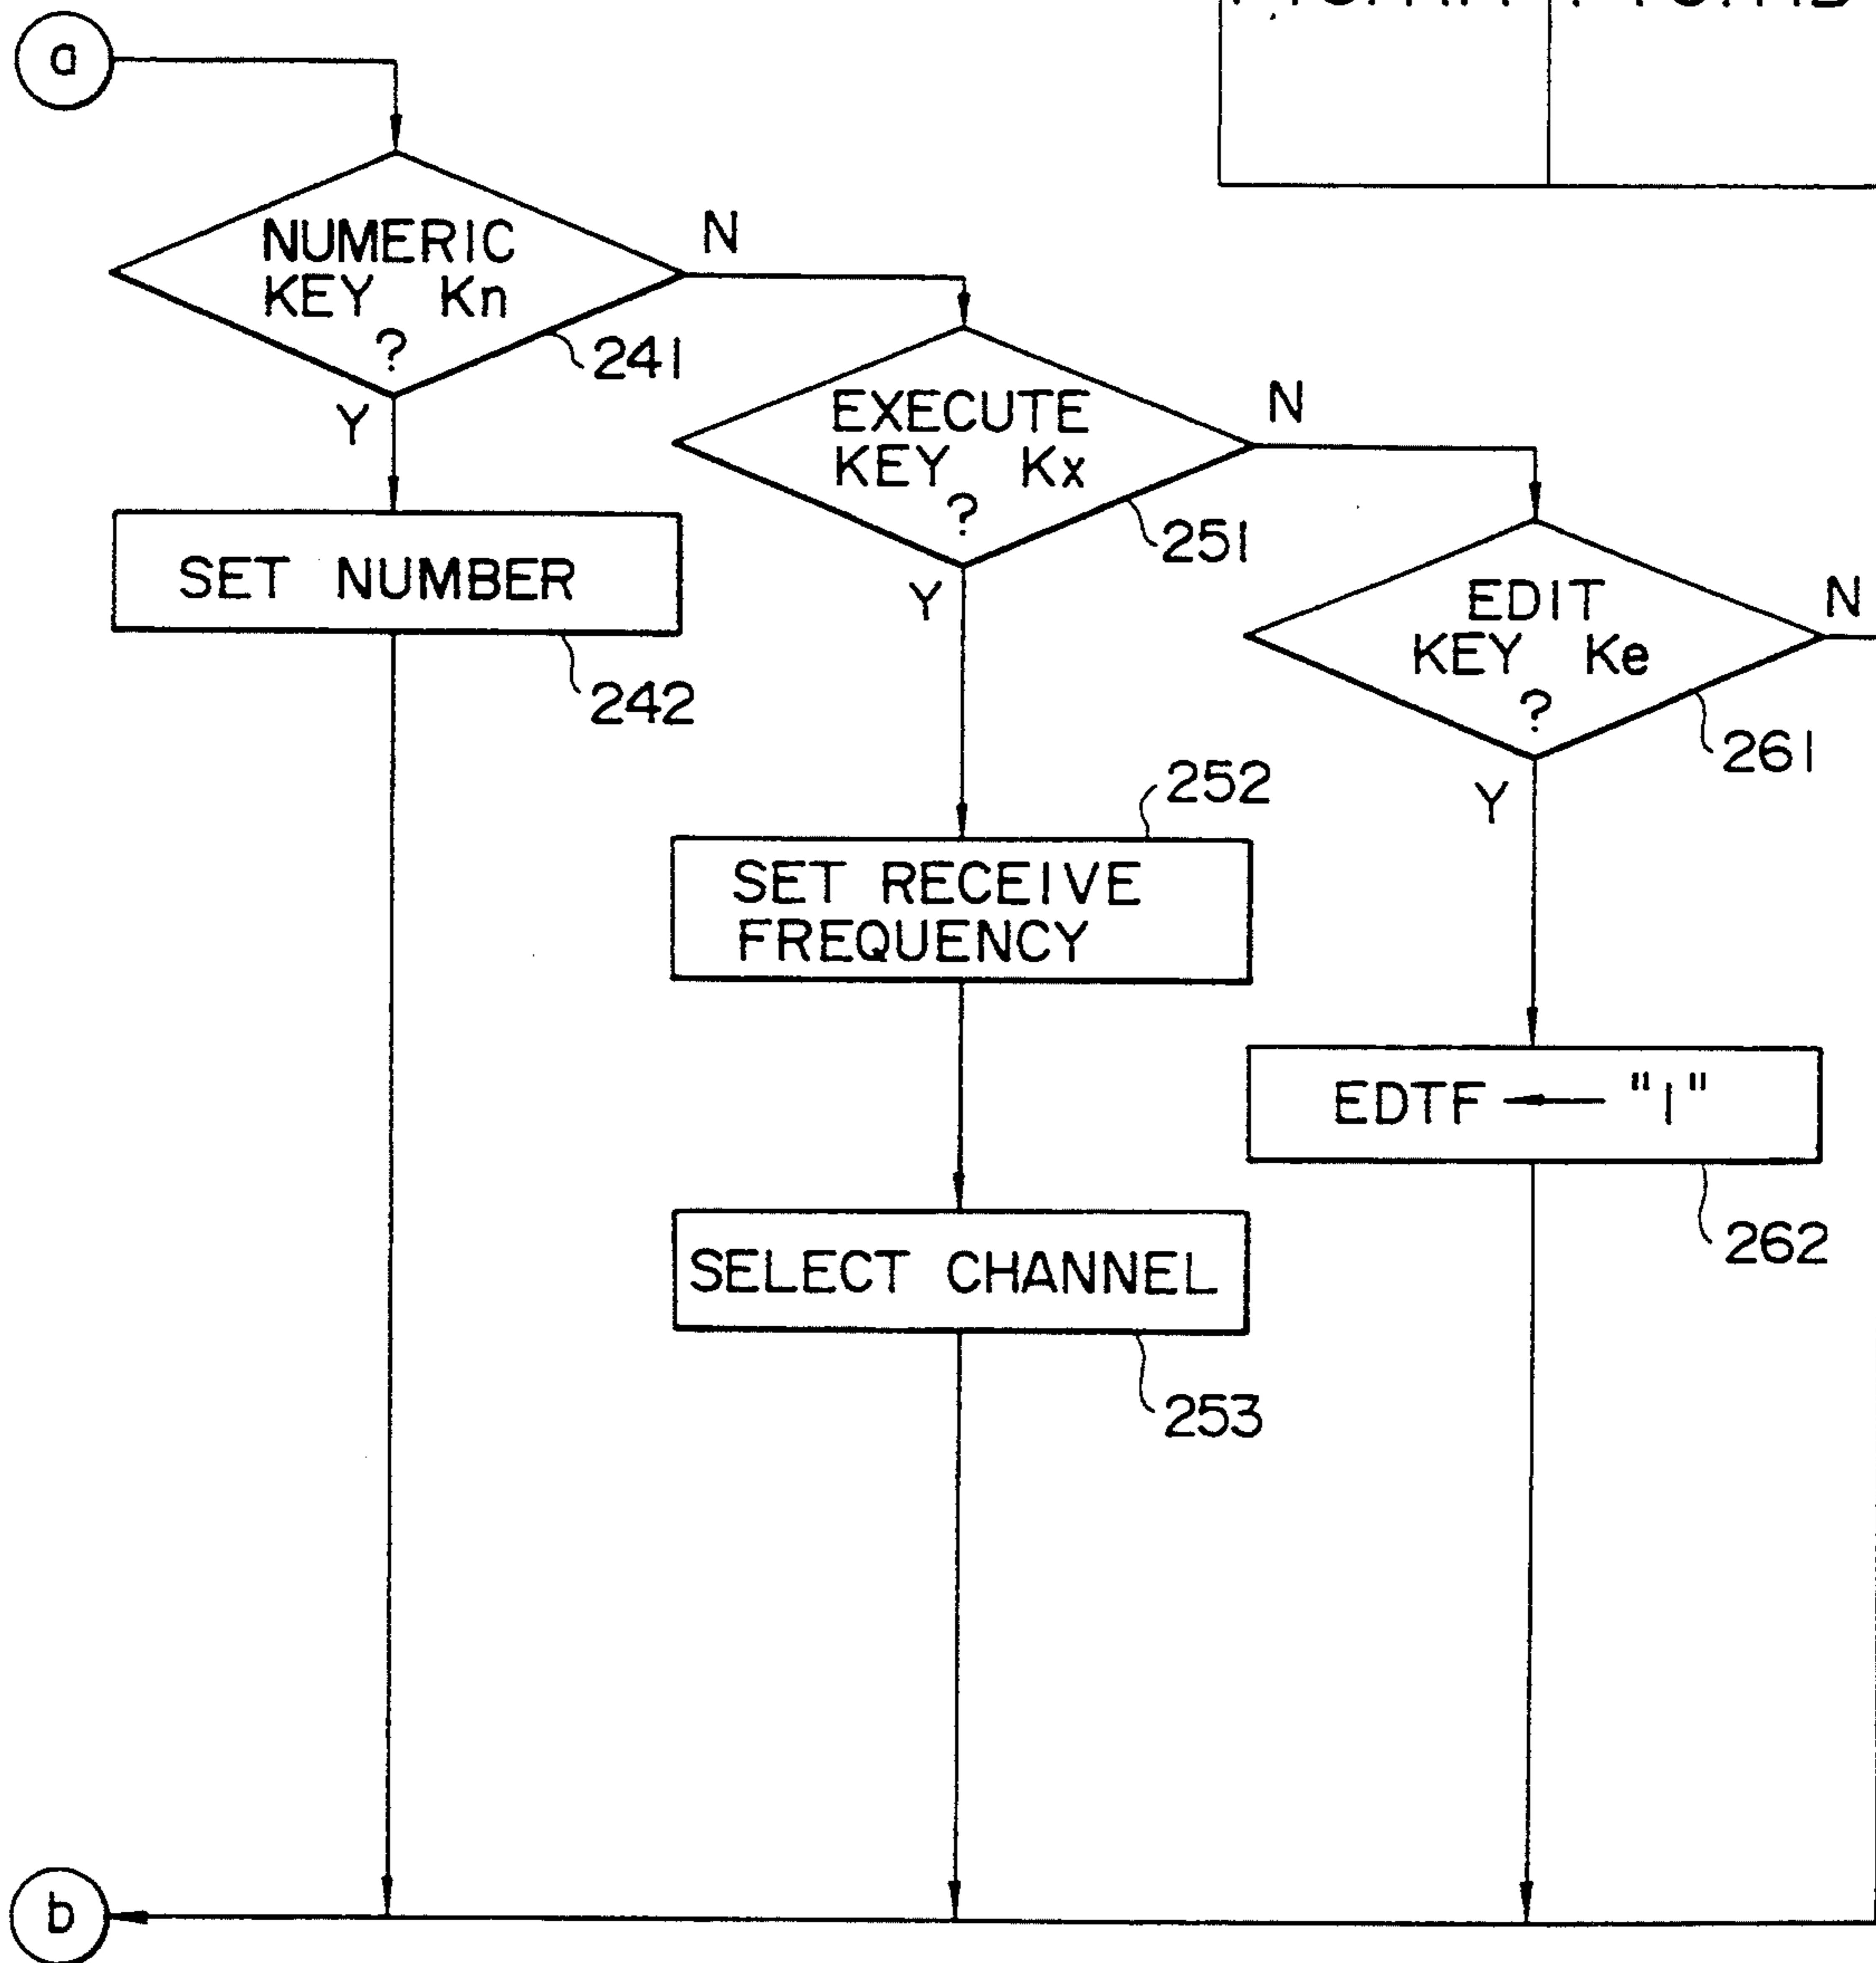 a
NUMERIC
KEY Kn
?
241
N
Y
SET NUMBER
242
EXECUTE
KEY Kx
?
251
N
Y
252
SET RECEIVE
FREQUENCY
SELECT CHANNEL
253
EDIT
KEY Ke
?
261
N
Y
EDTF ← "1"
262
b